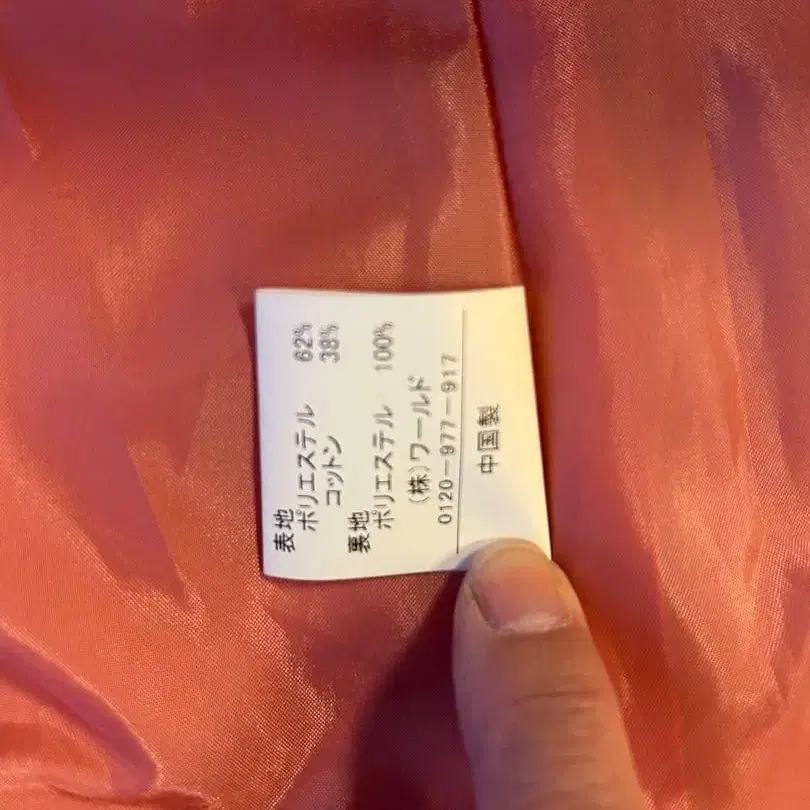 表地
ポリエステル 62%
コットン 38%
裏地
ポリエステル 100%
(株)ワールド
0120-977-917
中国製